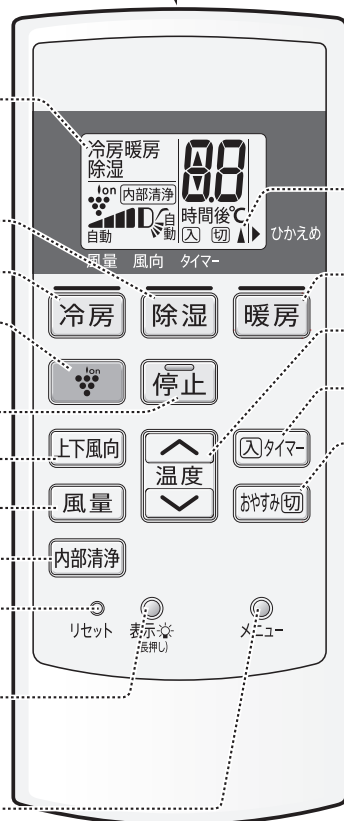 冷房暖房
除湿
ion 内部清浄
88
時間後℃
自動
自動
入 切
ひかえめ
風量 風向 タイマー
冷房 除湿 暖房
ion
停止
上下風向
温度
入タイマー
風量
おやすみ切
内部清浄
リセット
表示
(長押し)
メニュー